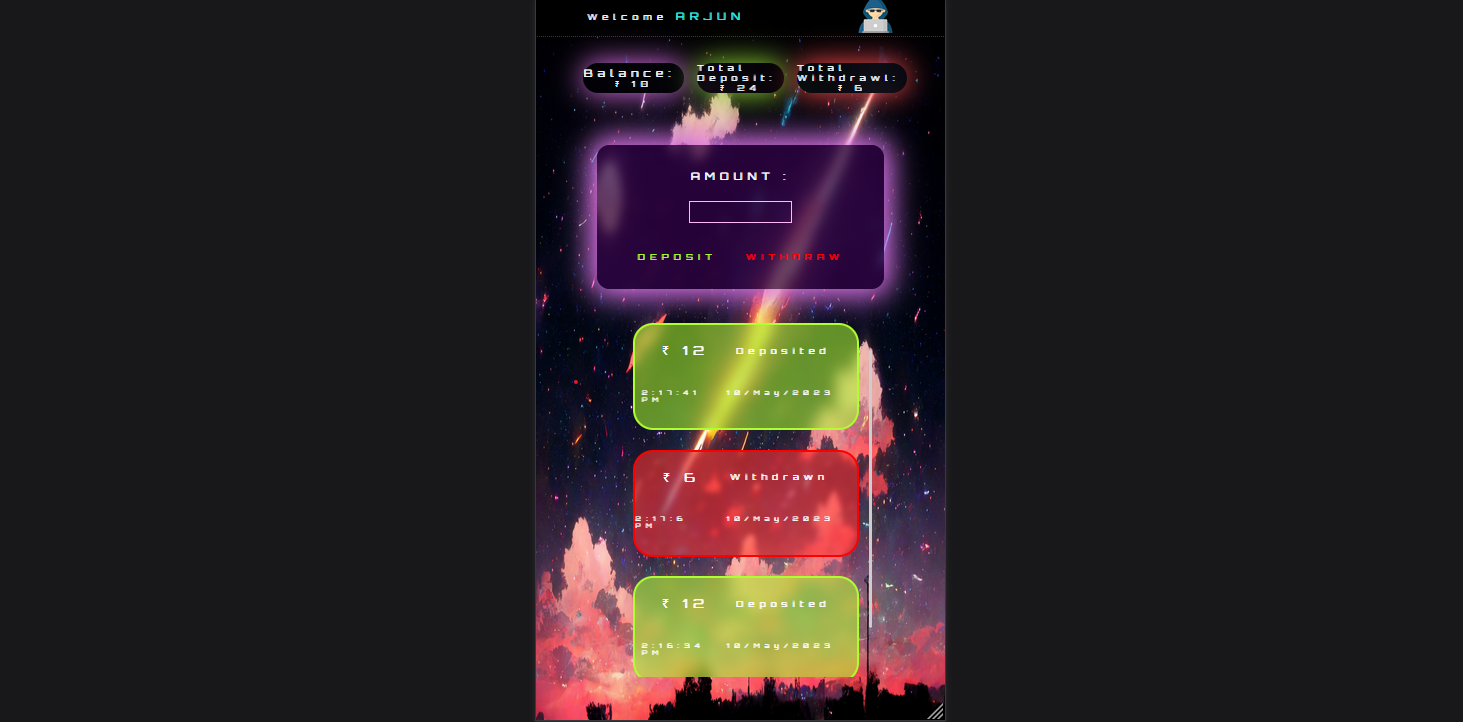 Welcome ARJUN
Balance:
₹ 18
Total
Deposit:
₹ 24
Total
Withdrawl:
₹ 6
AMOUNT :
DEPOSIT WITHDRAW
₹ 12 Deposited
2:17:41 10/May/2023
PM
₹ 6 Withdrawn
2:17:6 10/May/2023
PM
₹ 12 Deposited
2:16:34 10/May/2023
PM